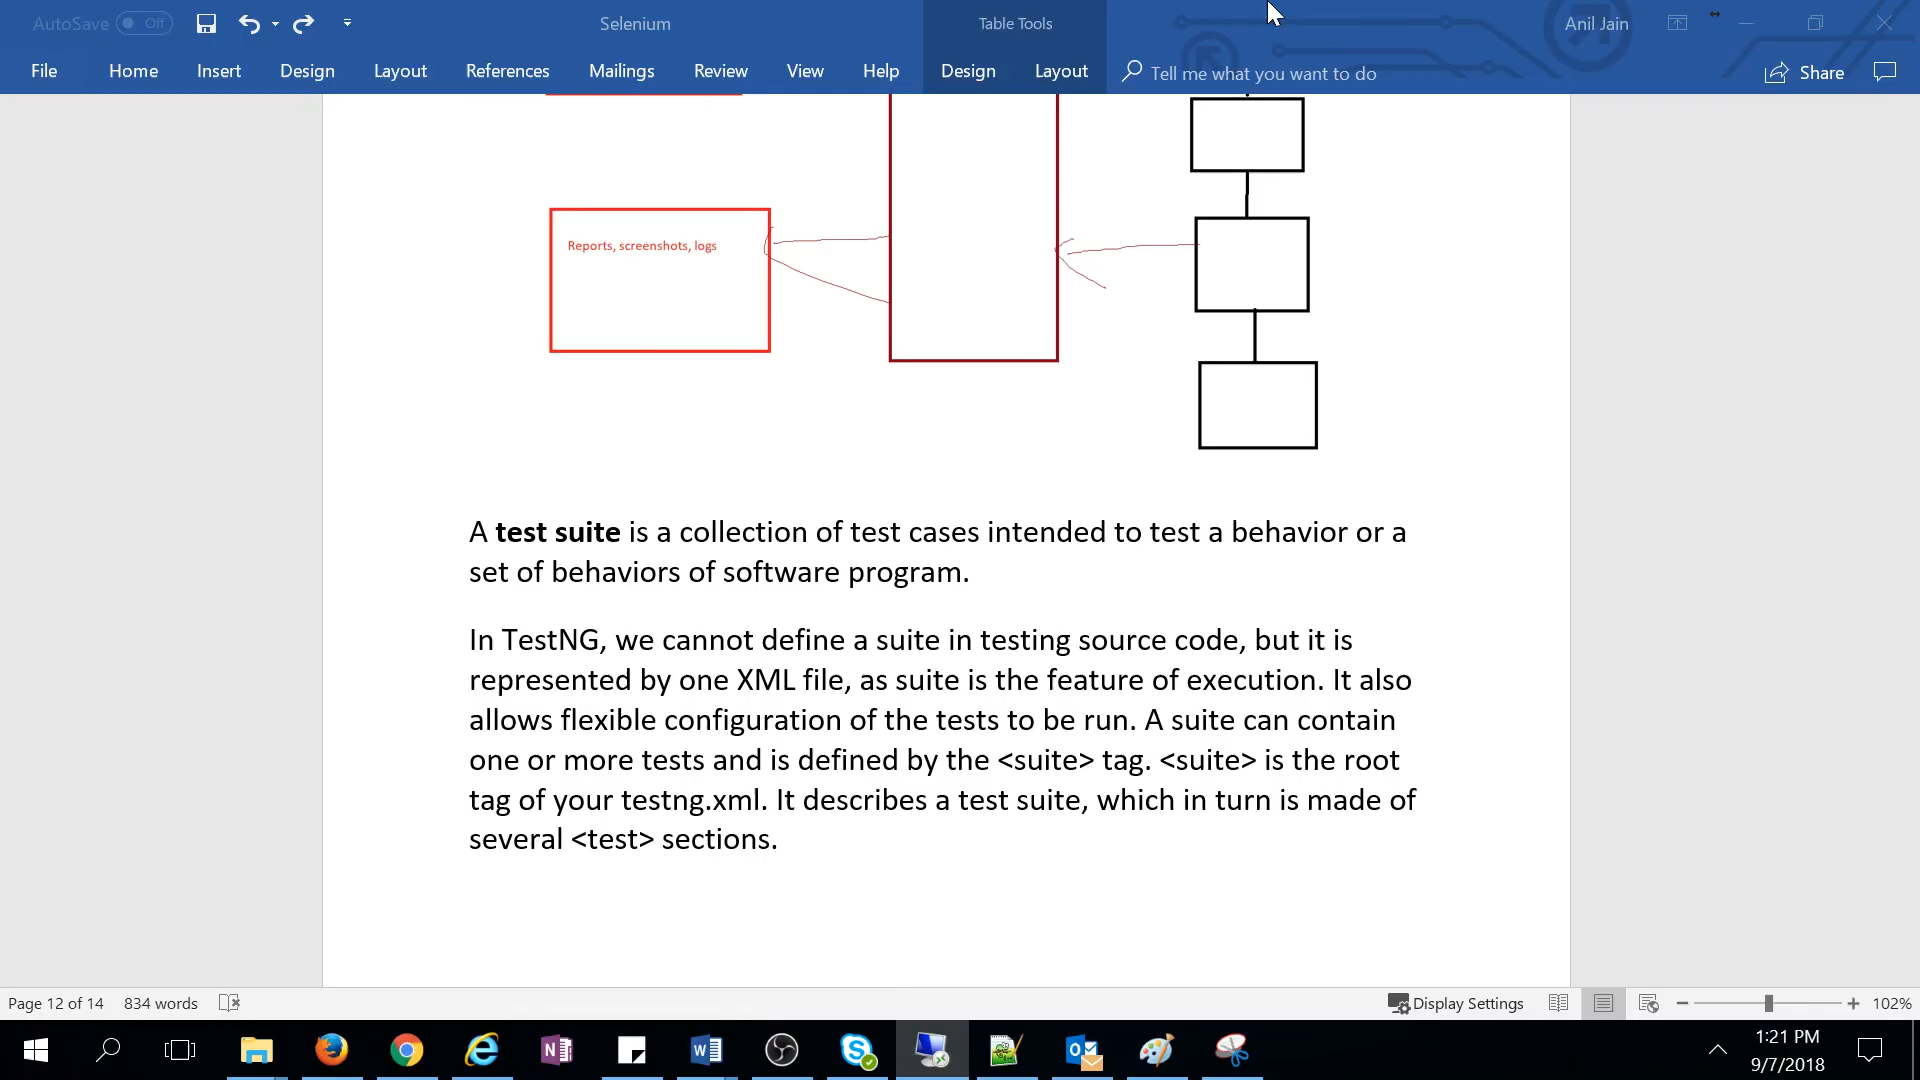 AutoSave Off
Selenium
Table Tools
Anil Jain
File Home Insert Design Layout References Mailings Review View Help Design Layout Tell me what you want to do Share
Reports, screenshots, logs
A test suite is a collection of test cases intended to test a behavior or a
set of behaviors of software program.
In TestNG, we cannot define a suite in testing source code, but it is
represented by one XML file, as suite is the feature of execution. It also
allows flexible configuration of the tests to be run. A suite can contain
one or more tests and is defined by the <suite> tag. <suite> is the root
tag of your testng.xml. It describes a test suite, which in turn is made of
several <test> sections.
Page 12 of 14 834 words Display Settings 102%
1:21 PM
9/7/2018